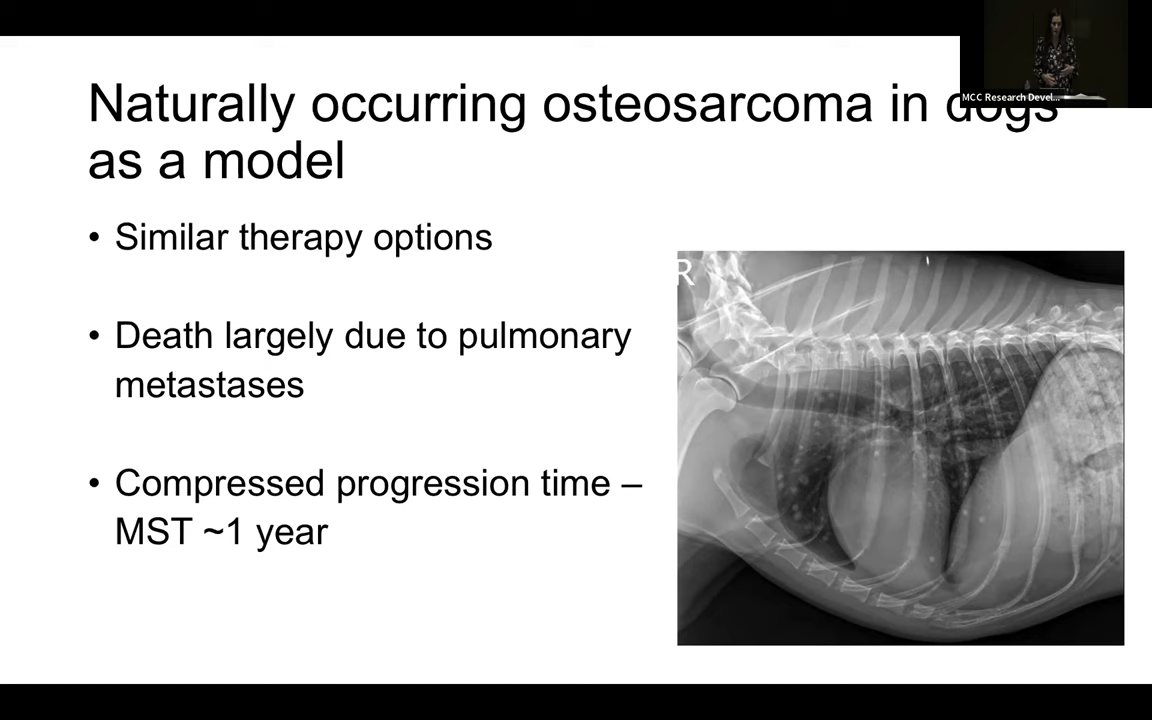 Naturally occurring osteosarcoma in dogs
as a model
MCC Research Devel...
• Similar therapy options
• Death largely due to pulmonary
metastases
• Compressed progression time –
MST ~1 year
R